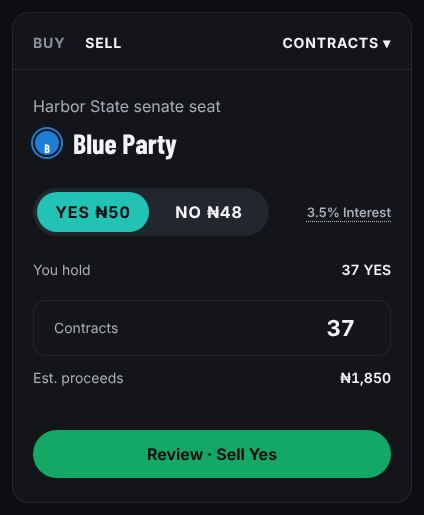 BUY SELL CONTRACTS ▾
Harbor State senate seat
B Blue Party
YES ₦50 NO ₦48 3.5% Interest
You hold 37 YES
Contracts 37
Est. proceeds ₦1,850
Review · Sell Yes